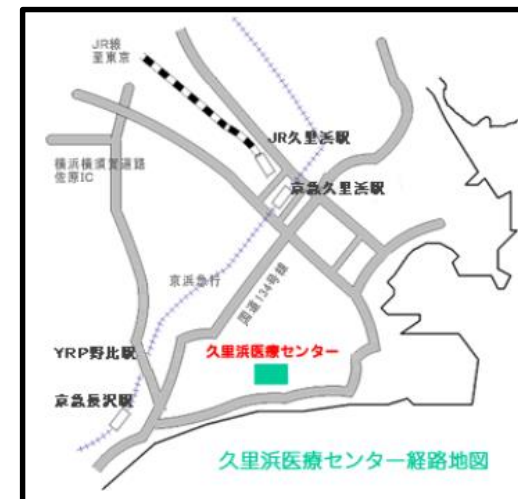 JR線
至東京
JR久里浜駅
横浜横須賀道路
佐原IC
京急久里浜駅
京浜急行
国道134号線
YRP野比駅
久里浜医療センター
京急長沢駅
久里浜医療センター経路地図